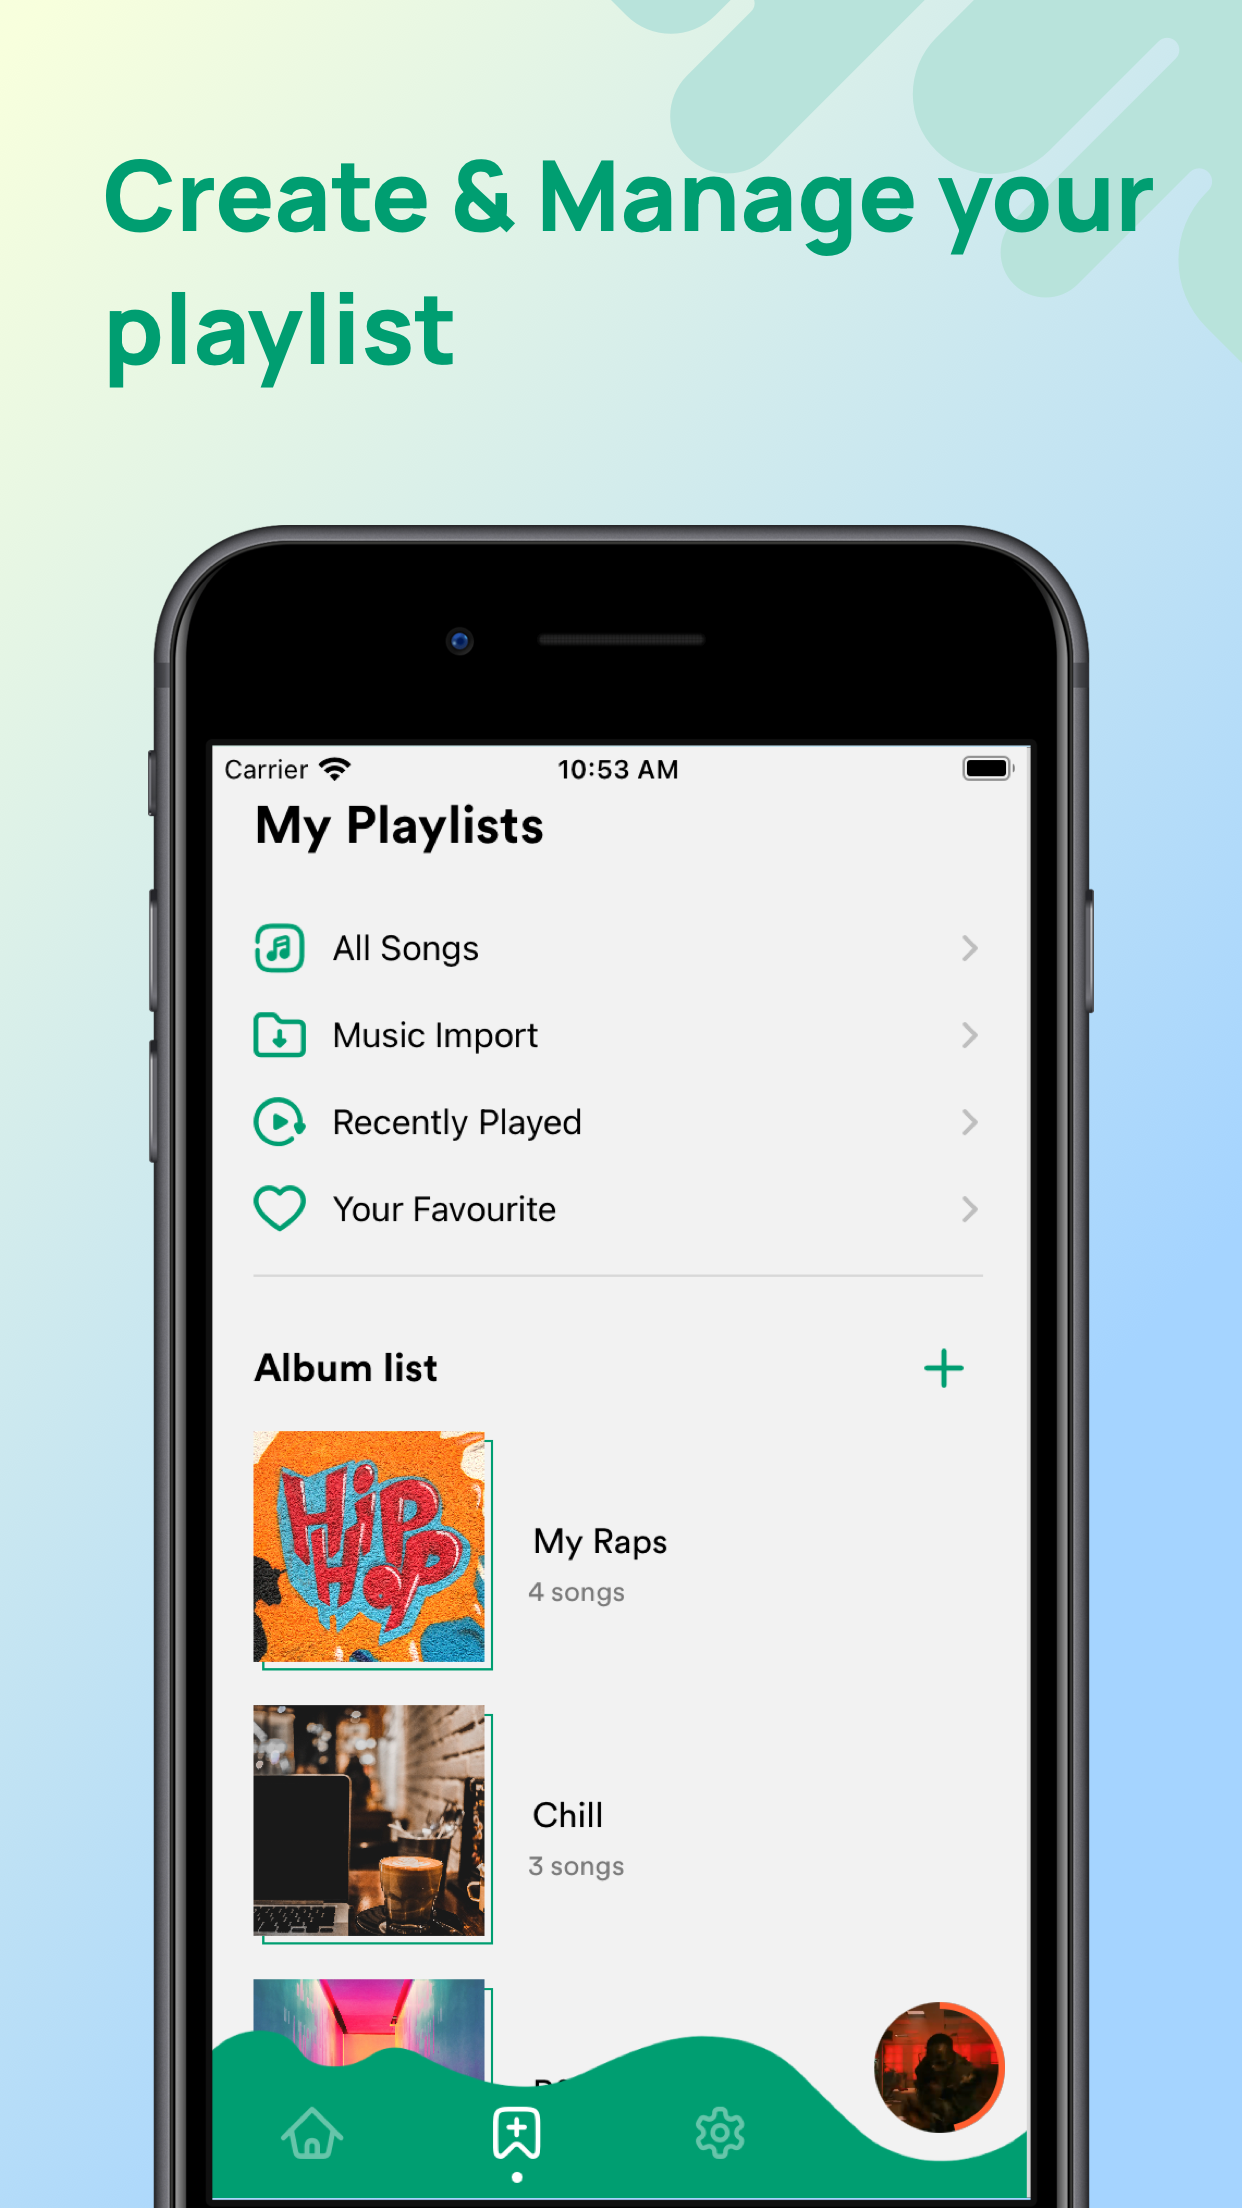 Create & Manage your
playlist
Carrier 10:53 AM
My Playlists
All Songs
Music Import
Recently Played
Your Favourite
Album list
HiP
HOP
My Raps
4 songs
Chill
3 songs